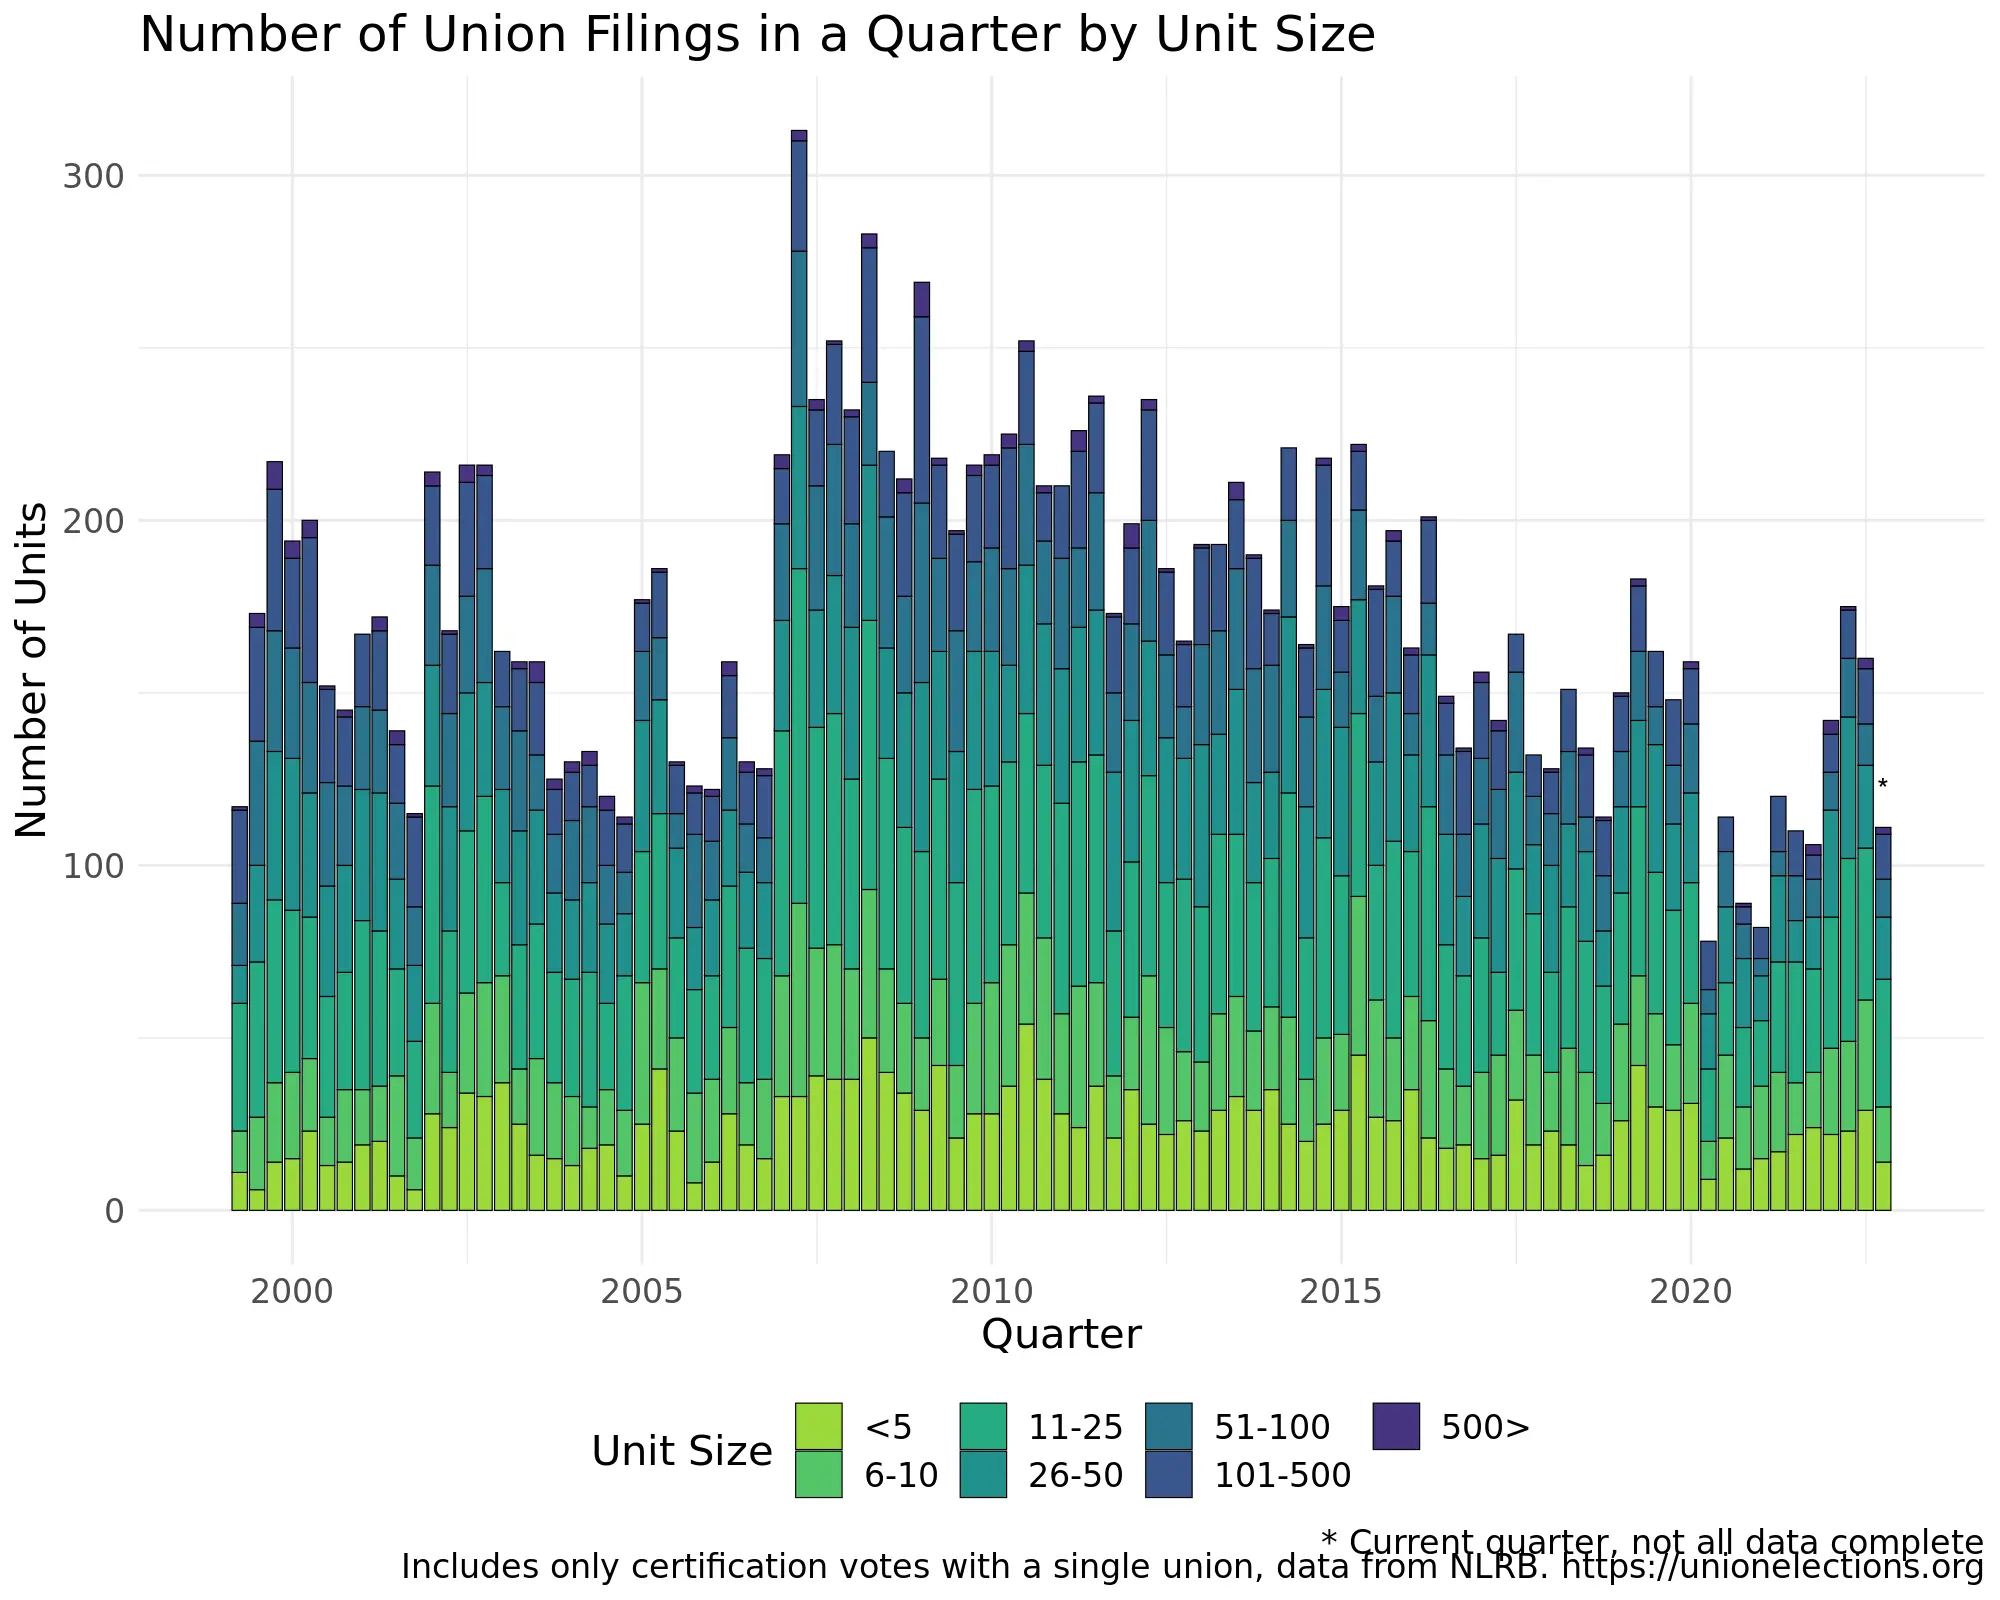 Number of Union Filings in a Quarter by Unit Size
Number of Units
300
200
100
0
*
2000 2005 2010 2015 2020
Quarter
Unit Size
<5 11-25 51-100 500>
6-10 26-50 101-500
* Current quarter, not all data complete
Includes only certification votes with a single union, data from NLRB. https://unionelections.org